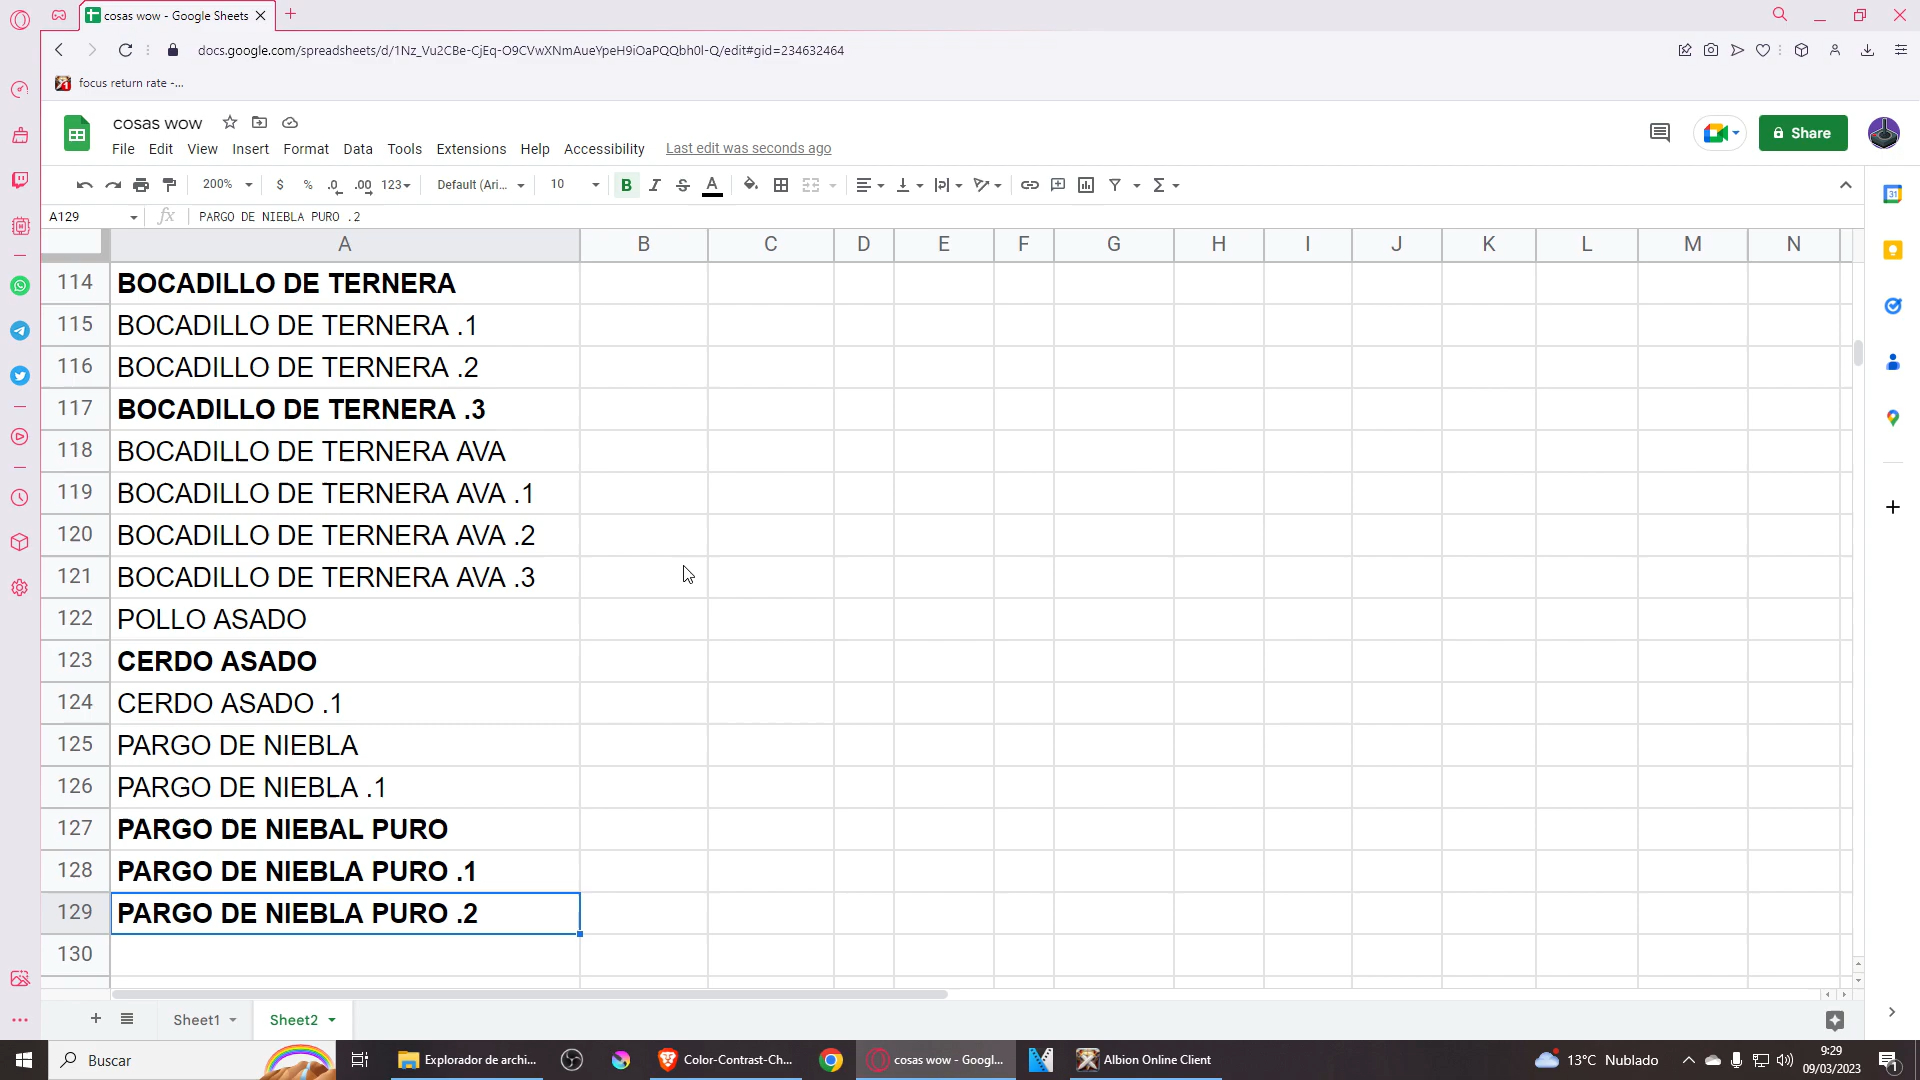 cosas wow - Google Sheets
docs.google.com/spreadsheets/d/1Nz_Vu2CBe-CjEq-O9CVwXNmAueYpeH9iOaPQQbh0l-Q/edit#gid=234632464
focus return rate -...
cosas wow
File Edit View Insert Format Data Tools Extensions Help Accessibility Last edit was seconds ago
Share
200% $ % .0 .00 123 Default (Ari... 10 B I S A
A129 fx PARGO DE NIEBLA PURO .2
A B C D E F G H I J K L M N
114 BOCADILLO DE TERNERA
115 BOCADILLO DE TERNERA .1
116 BOCADILLO DE TERNERA .2
117 BOCADILLO DE TERNERA .3
118 BOCADILLO DE TERNERA AVA
119 BOCADILLO DE TERNERA AVA .1
120 BOCADILLO DE TERNERA AVA .2
121 BOCADILLO DE TERNERA AVA .3
122 POLLO ASADO
123 CERDO ASADO
124 CERDO ASADO .1
125 PARGO DE NIEBLA
126 PARGO DE NIEBLA .1
127 PARGO DE NIEBAL PURO
128 PARGO DE NIEBLA PURO .1
129 PARGO DE NIEBLA PURO .2
130
Sheet1 Sheet2
Buscar Explorador de archi... Color-Contrast-Ch... cosas wow - Googl... Albion Online Client 13°C Nublado 9:29
09/03/2023